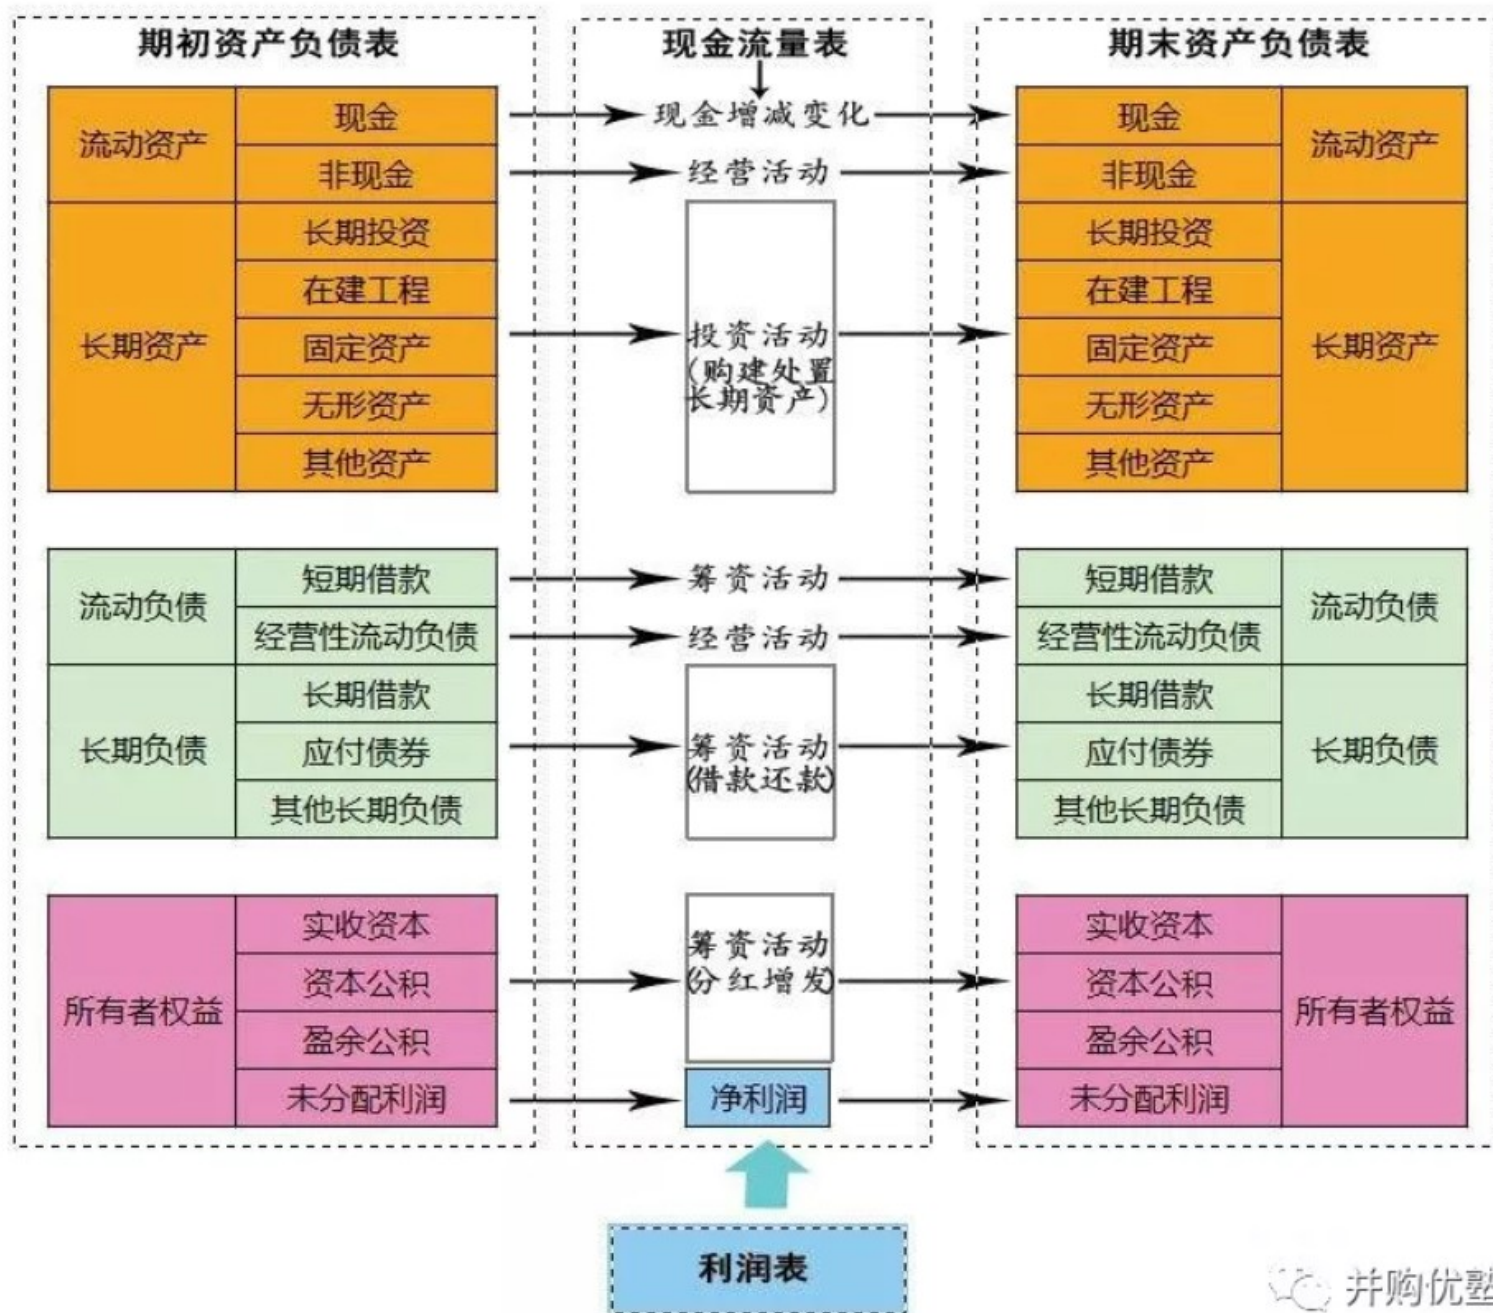 期初资产负债表
现金流量表
期末资产负债表
流动资产
现金
现金增减变化
现金
流动资产
非现金
经营活动
非现金
长期资产
长期投资
在建工程
固定资产
无形资产
其他资产
投资活动
(购建处置
长期资产)
长期投资
在建工程
固定资产
无形资产
其他资产
长期资产
流动负债
短期借款
筹资活动
短期借款
流动负债
经营性流动负债
经营活动
经营性流动负债
长期负债
长期借款
应付债券
其他长期负债
筹资活动
(借款还款)
长期借款
应付债券
其他长期负债
长期负债
所有者权益
实收资本
资本公积
盈余公积
未分配利润
筹资活动
(分红增发)
净利润
实收资本
资本公积
盈余公积
未分配利润
所有者权益
利润表
并购优塾